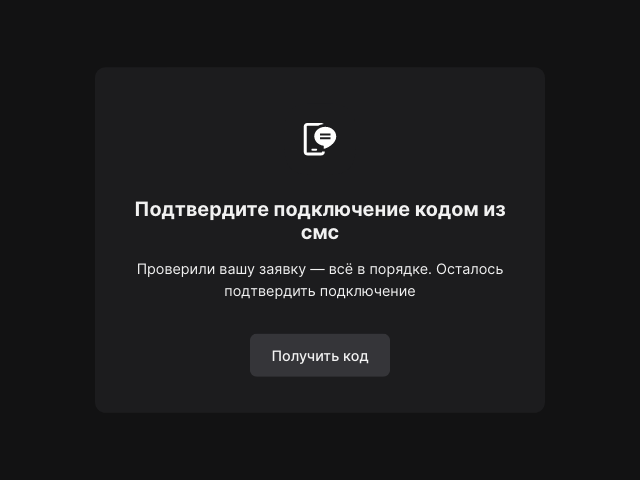 Подтвердите подключение кодом из
смс
Проверили вашу заявку — всё в порядке. Осталось
подтвердить подключение
Получить код